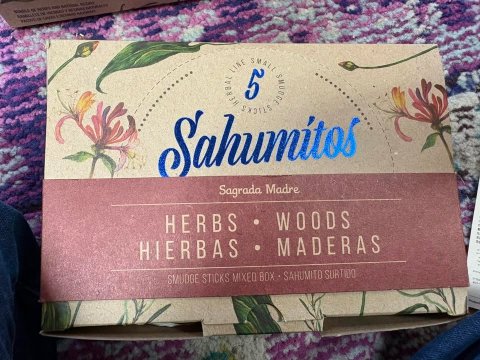 HERBAL LINE SMALL SMUDGE STICKS
5
Sahumitos
Sagrada Madre
HERBS • WOODS
HIERBAS • MADERAS
SMUDGE STICKS MIXED BOX • SAHUMITO SURTIDO